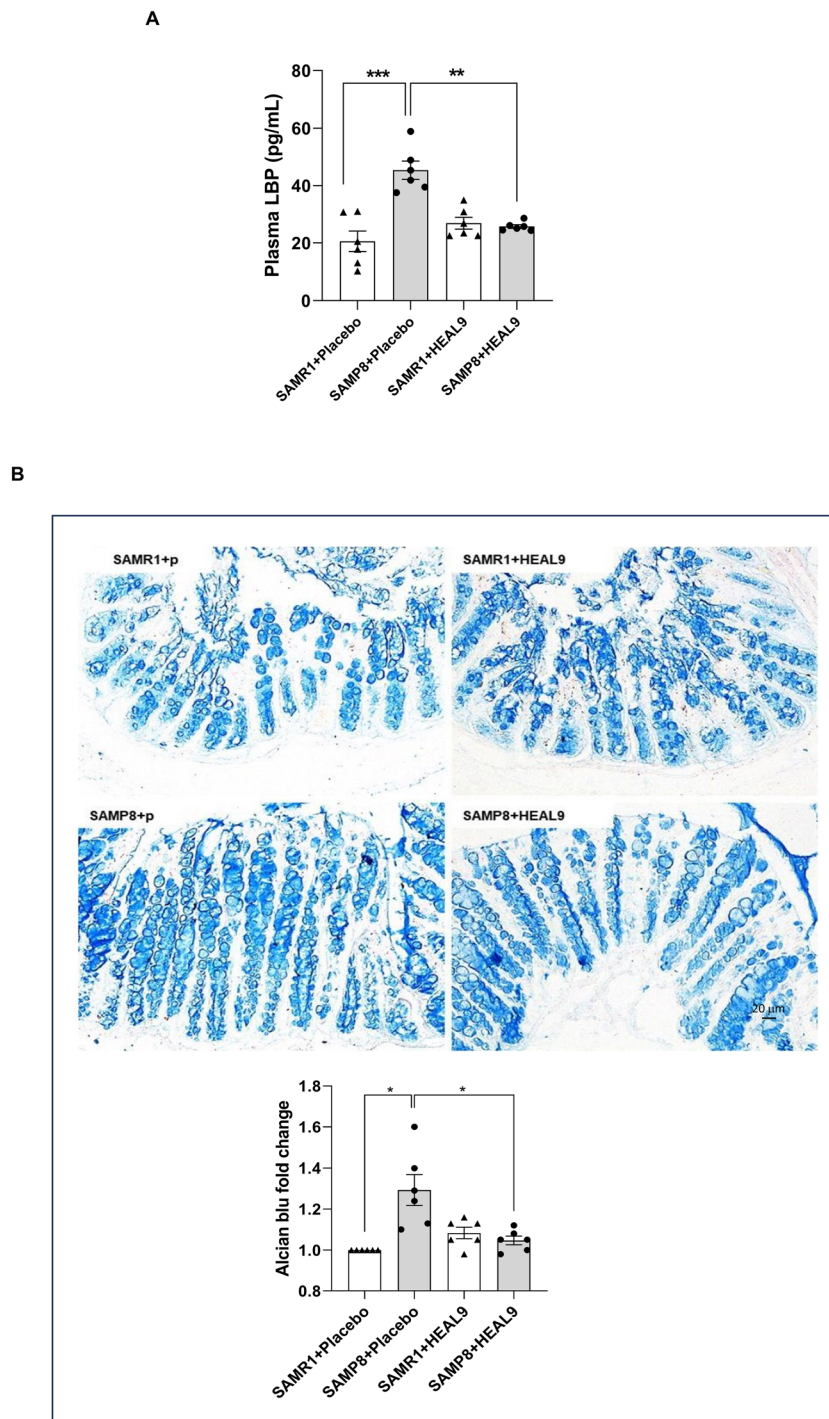 A
*** **
80
60
40
20
0
Plasma LBP (pg/mL)
SAMR1+Placebo
SAMP8+Placebo
SAMR1+HEAL9
SAMP8+HEAL9
B
SAMR1+p
SAMR1+HEAL9
SAMP8+p
SAMP8+HEAL9
20 µm
* *
1.8
1.6
1.4
1.2
1.0
0.8
Alcian blu fold change
SAMR1+Placebo
SAMP8+Placebo
SAMR1+HEAL9
SAMP8+HEAL9